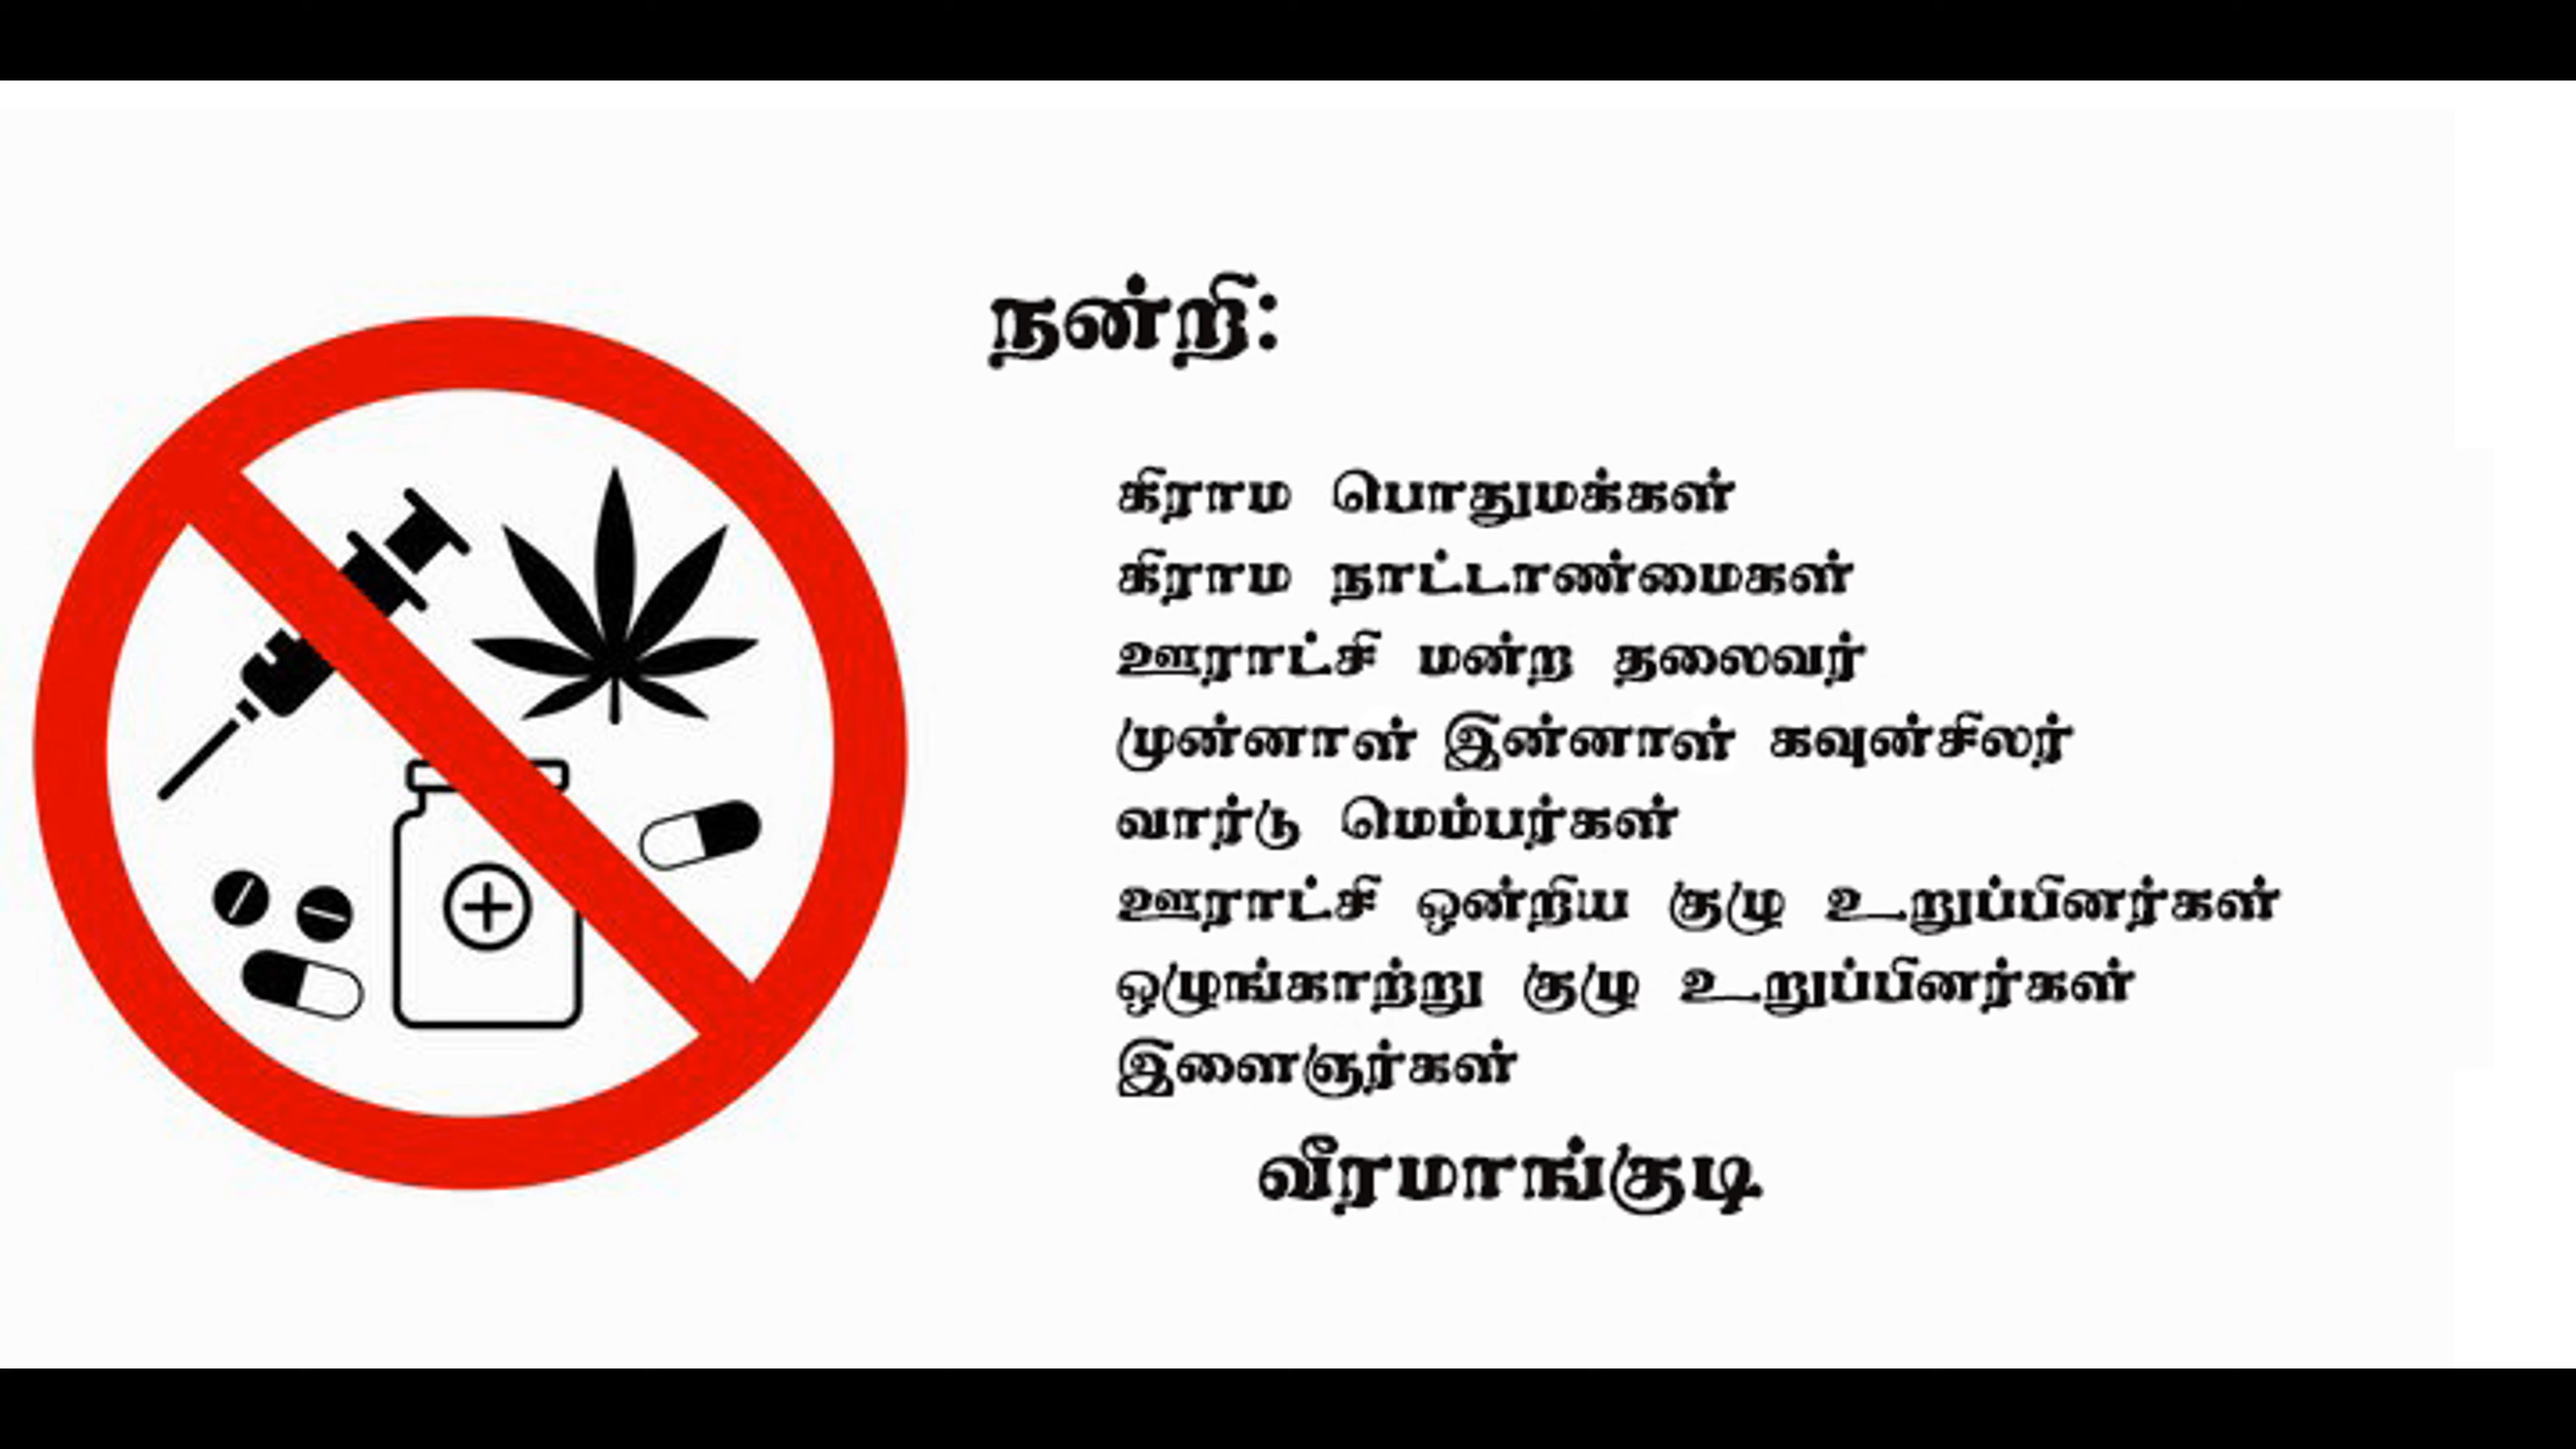 நன்றி:
கிராம பொதுமக்கள்
கிராம நாட்டாண்மைகள்
ஊராட்சி மன்ற தலைவர்
முன்னாள் இன்னாள் கவுன்சிலர்
வார்டு மெம்பர்கள்
ஊராட்சி ஒன்றிய குழு உறுப்பினர்கள்
ஒழுங்காற்று குழு உறுப்பினர்கள்
இளைஞர்கள்
வீரமாங்குடி